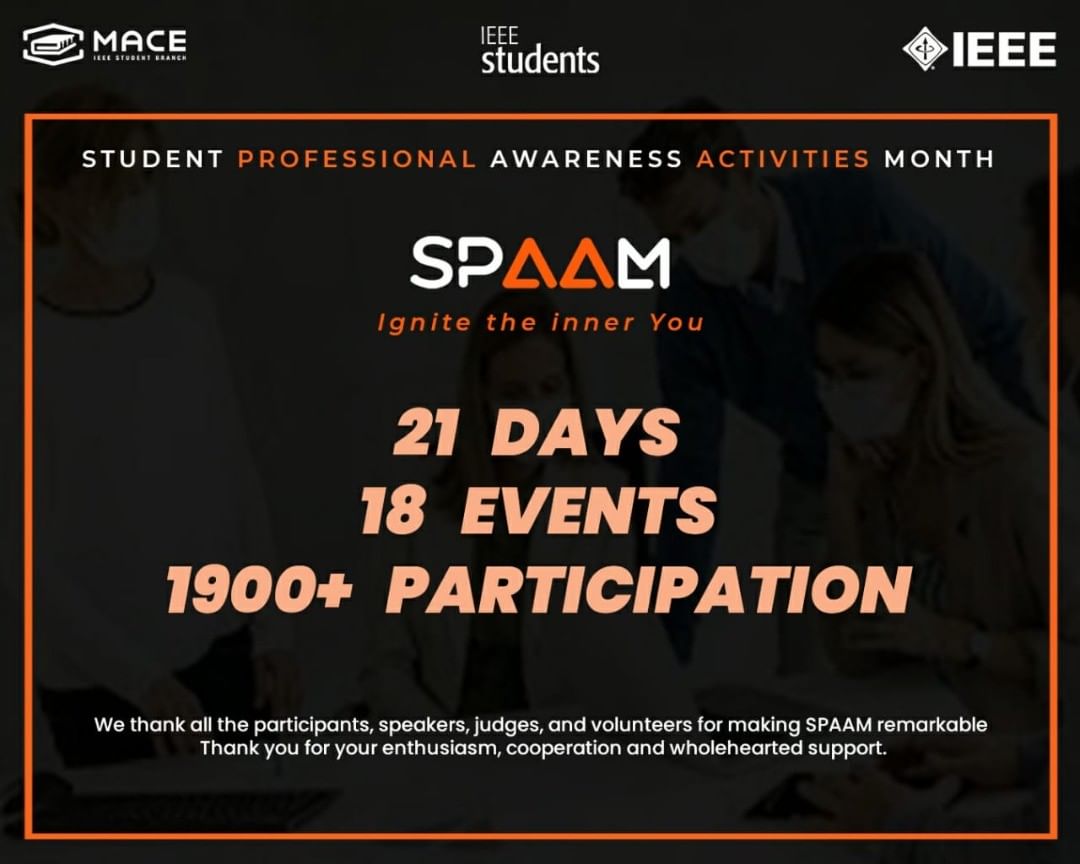 MACE
IEEE STUDENT BRANCH
IEEE
students
IEEE
STUDENT PROFESSIONAL AWARENESS ACTIVITIES MONTH
SPAAM
Ignite the inner You
21 DAYS
18 EVENTS
1900+ PARTICIPATION
We thank all the participants, speakers, judges, and volunteers for making SPAAM remarkable
Thank you for your enthusiasm, cooperation and wholehearted support.